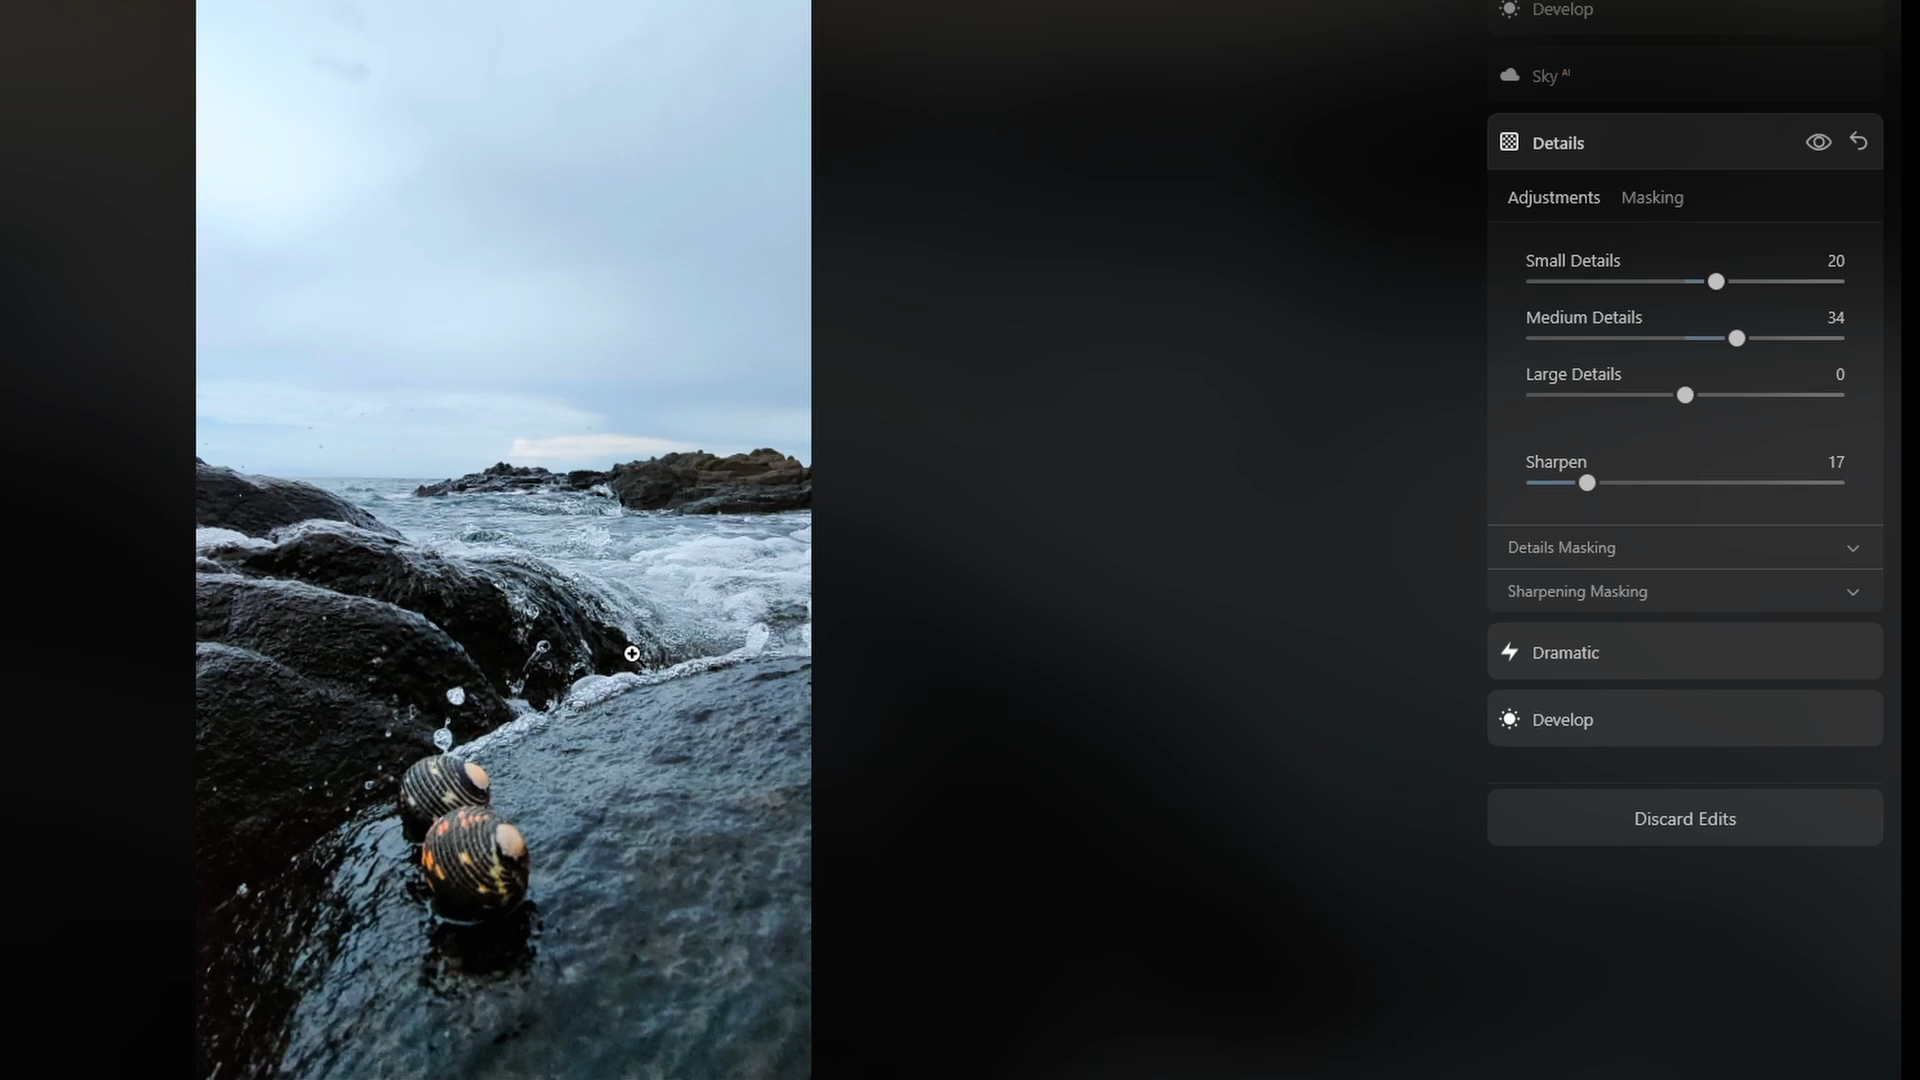 Develop
Sky AI
Details
Adjustments Masking
Small Details 20
Medium Details 34
Large Details 0
Sharpen 17
Details Masking
Sharpening Masking
Dramatic
Develop
Discard Edits